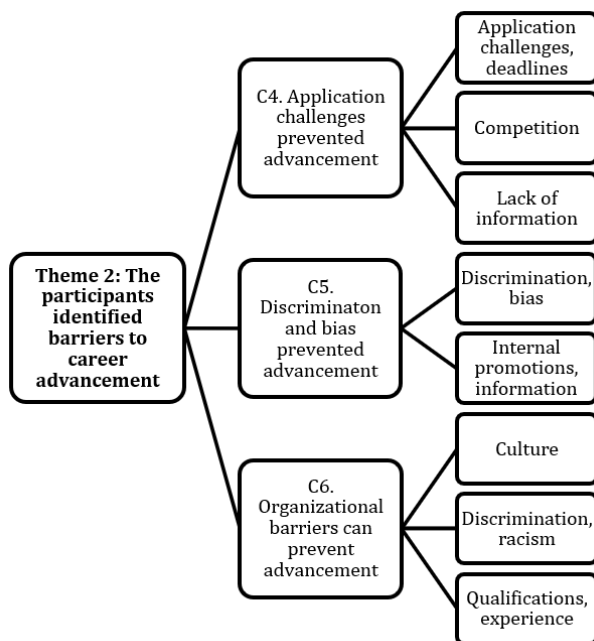 Theme 2: The
participants
identified
barriers to
career
advancement
C4. Application
challenges
prevented
advancement
Application
challenges,
deadlines
Competition
Lack of
information
C5.
Discriminaton
and bias
prevented
advancement
Discrimination,
bias
Internal
promotions,
information
C6.
Organizational
barriers can
prevent
advancement
Culture
Discrimination,
racism
Qualifications,
experience